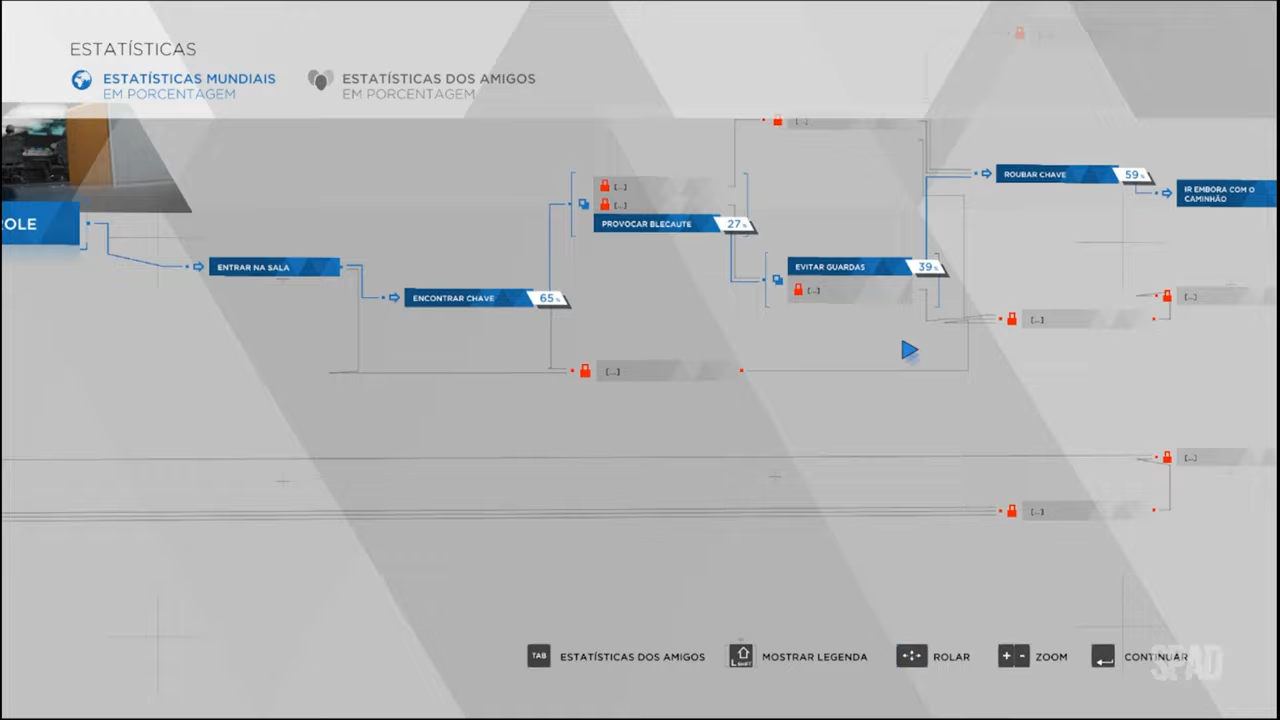 ESTATÍSTICAS
ESTATÍSTICAS MUNDIAIS
EM PORCENTAGEM
ESTATÍSTICAS DOS AMIGOS
EM PORCENTAGEM
[...]
ROUBAR CHAVE 59%
[...]
[...]
IR EMBORA COM O
CAMINHÃO
OLE
PROVOCAR BLECAUTE 27%
ENTRAR NA SALA
EVITAR GUARDAS 39%
[...]
ENCONTRAR CHAVE 65%
[...]
[...]
[...]
[...]
[...]
TAB
ESTATÍSTICAS DOS AMIGOS
L SHIFT
MOSTRAR LEGENDA
ROLAR
+ -
ZOOM
CONTINUAR
SPAD